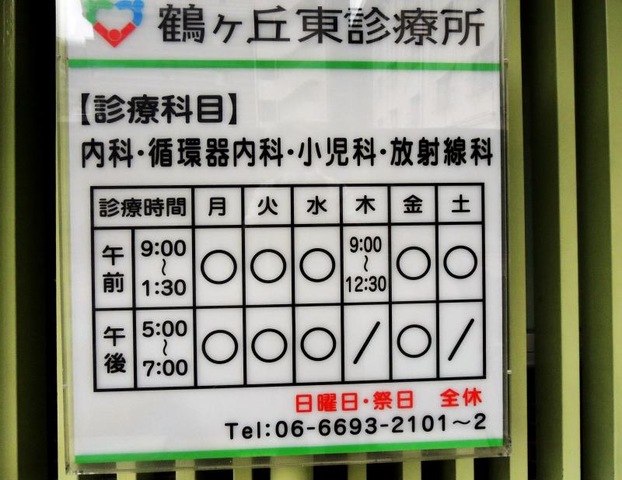 鶴ヶ丘東診療所
【診療科目】
内科・循環器内科・小児科・放射線科
診療時間 月 火 水 木 金 土
午前 9:00～1:30 ○ ○ ○ 9:00～12:30 ○ ○
午後 5:00～7:00 ○ ○ ○ / ○ /
日曜日・祭日 全休
Tel:06-6693-2101～2